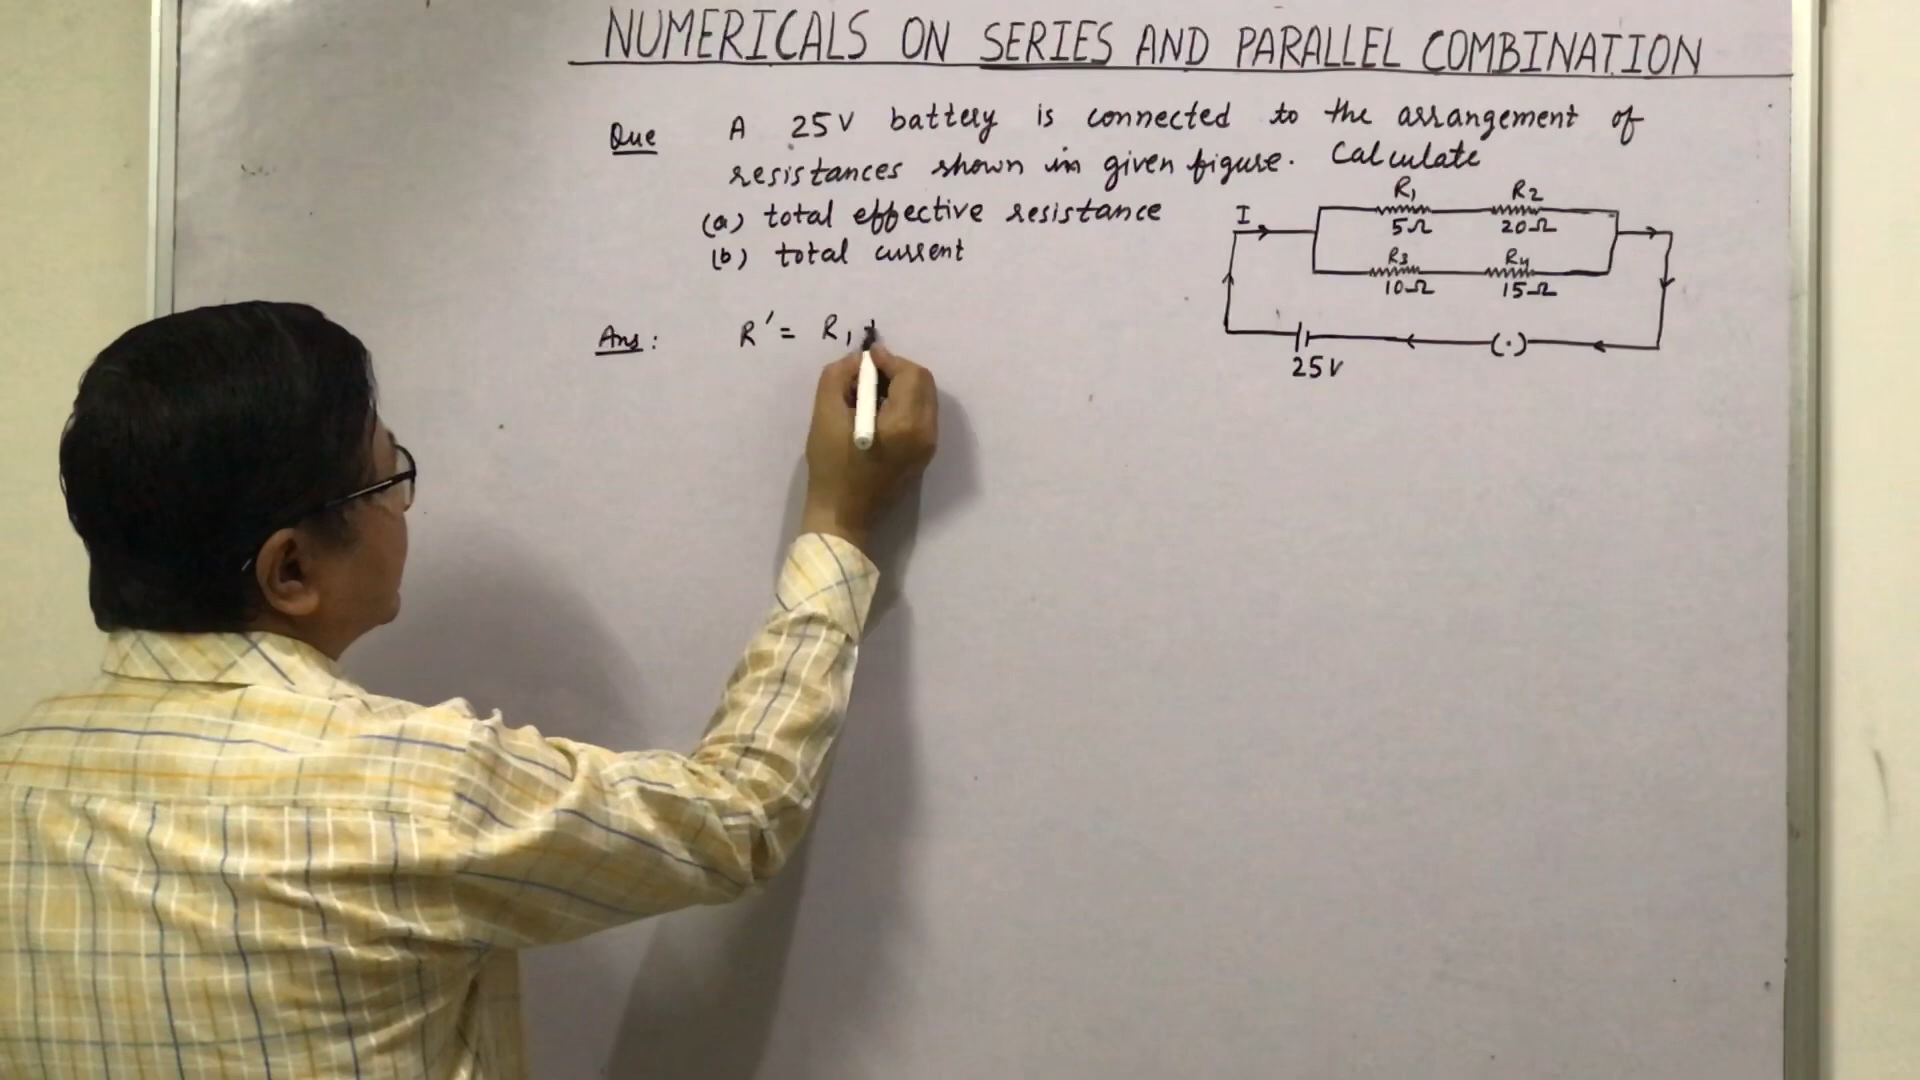 NUMERICALS ON SERIES AND PARALLEL COMBINATION
Que A 25V battery is connected to the arrangement of
resistances shown in given figure. Calculate
(a) total effective resistance
(b) total current
I
R1 R2
5Ω 20Ω
R3 R4
10Ω 15Ω
(.)
25V
Ans: R' = R1 +